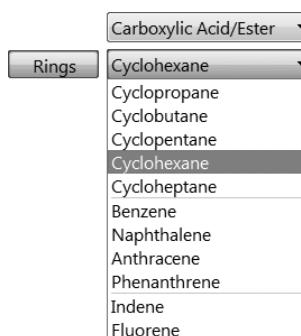 Carboxylic Acid/Ester
Rings Cyclohexane
Cyclopropane
Cyclobutane
Cyclopentane
Cyclohexane
Cycloheptane
Benzene
Naphthalene
Anthracene
Phenanthrene
Indene
Fluorene